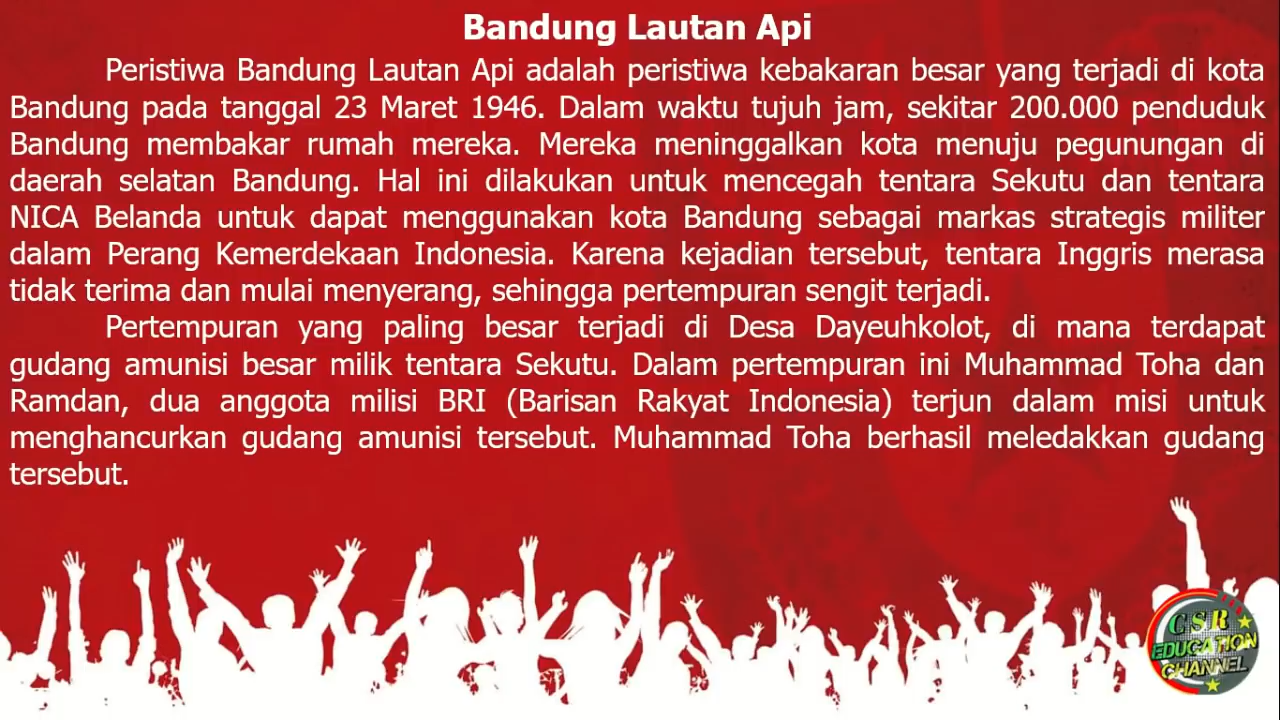 Bandung Lautan Api
Peristiwa Bandung Lautan Api adalah peristiwa kebakaran besar yang terjadi di kota
Bandung pada tanggal 23 Maret 1946. Dalam waktu tujuh jam, sekitar 200.000 penduduk
Bandung membakar rumah mereka. Mereka meninggalkan kota menuju pegunungan di
daerah selatan Bandung. Hal ini dilakukan untuk mencegah tentara Sekutu dan tentara
NICA Belanda untuk dapat menggunakan kota Bandung sebagai markas strategis militer
dalam Perang Kemerdekaan Indonesia. Karena kejadian tersebut, tentara Inggris merasa
tidak terima dan mulai menyerang, sehingga pertempuran sengit terjadi.
Pertempuran yang paling besar terjadi di Desa Dayeuhkolot, di mana terdapat
gudang amunisi besar milik tentara Sekutu. Dalam pertempuran ini Muhammad Toha dan
Ramdan, dua anggota milisi BRI (Barisan Rakyat Indonesia) terjun dalam misi untuk
menghancurkan gudang amunisi tersebut. Muhammad Toha berhasil meledakkan gudang
tersebut.
GSR
EDUCATION
CHANNEL